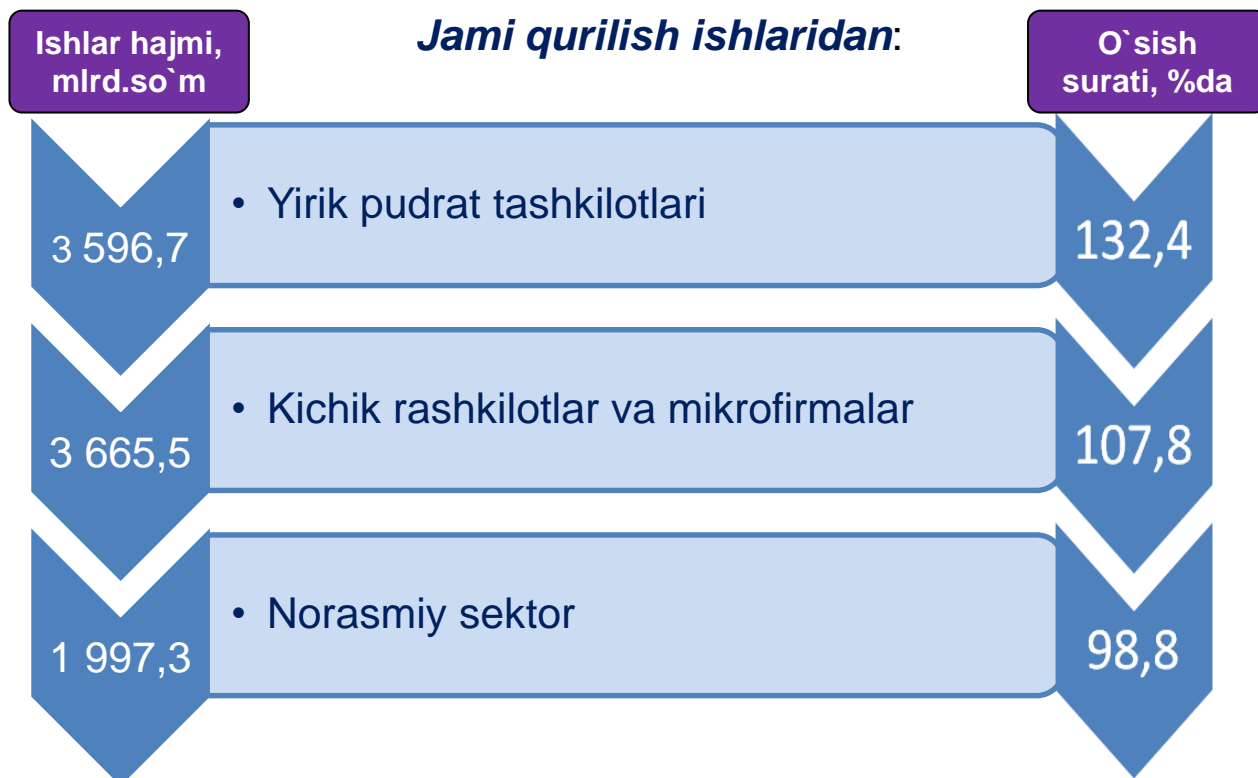 Ishlar hajmi,
mlrd.so`m
Jami qurilish ishlaridan:
O`sish
surati, %da
3 596,7
• Yirik pudrat tashkilotlari
132,4
3 665,5
• Kichik rashkilotlar va mikrofirmalar
107,8
1 997,3
• Norasmiy sektor
98,8